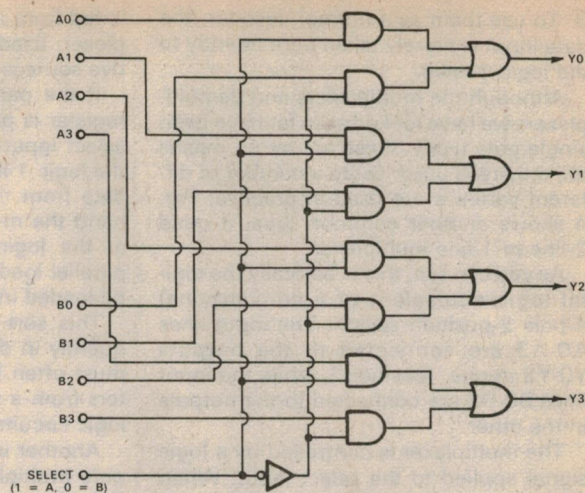 A0
A1
A2
A3
B0
B1
B2
B3
SELECT
(1 = A, 0 = B)
Y0
Y1
Y2
Y3